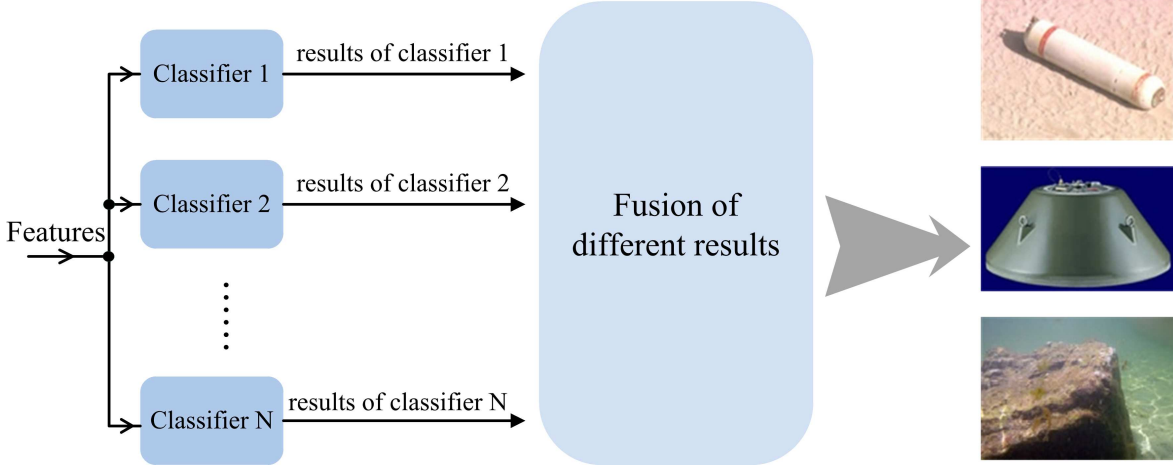 Features
Classifier 1
results of classifier 1
Classifier 2
results of classifier 2
Classifier N
results of classifier N
Fusion of
different results